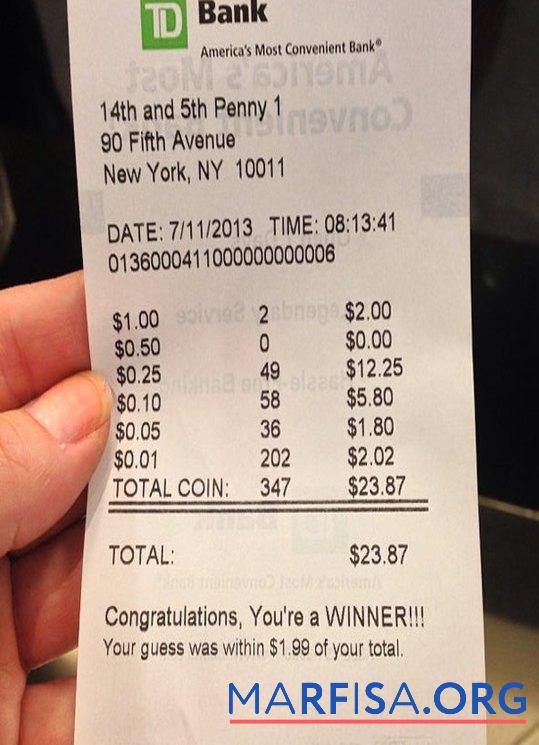 TD Bank
America's Most Convenient Bank®
14th and 5th Penny 1
90 Fifth Avenue
New York, NY 10011
DATE: 7/11/2013 TIME: 08:13:41
0136000411000000000006
$1.00 2 $2.00
$0.50 0 $0.00
$0.25 49 $12.25
$0.10 58 $5.80
$0.05 36 $1.80
$0.01 202 $2.02
TOTAL COIN: 347 $23.87
TOTAL: $23.87
Congratulations, You're a WINNER!!!
Your guess was within $1.99 of your total.
MARFISA.ORG